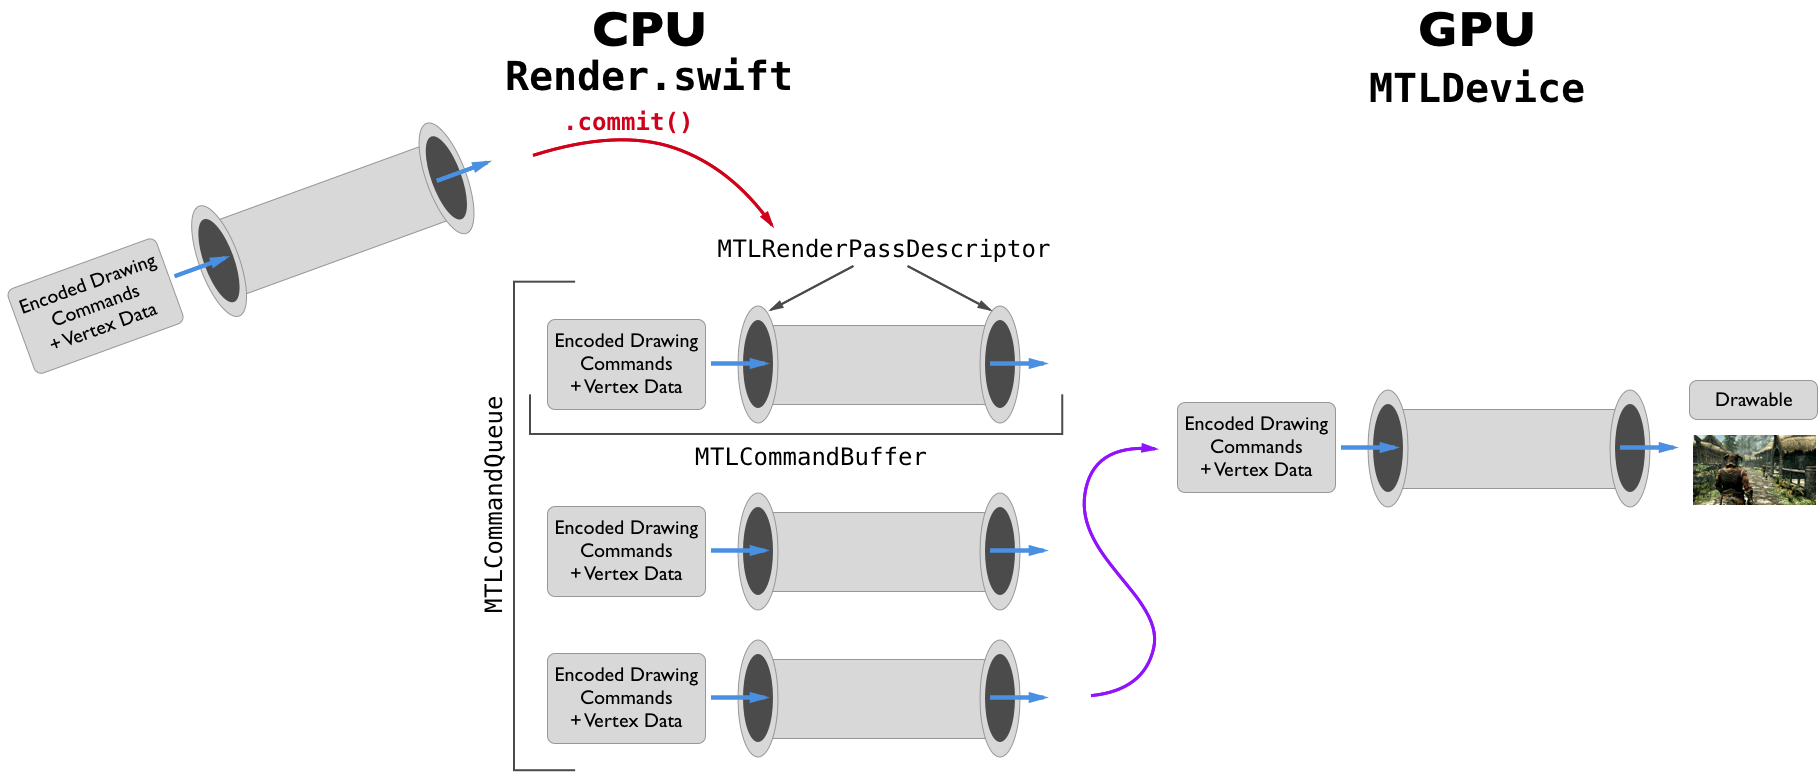 CPU
Render.swift
.commit()
GPU
MTLDevice
Encoded Drawing
Commands
+ Vertex Data
MTLRenderPassDescriptor
MTLCommandQueue
Encoded Drawing
Commands
+ Vertex Data
MTLCommandBuffer
Encoded Drawing
Commands
+ Vertex Data
Encoded Drawing
Commands
+ Vertex Data
Encoded Drawing
Commands
+ Vertex Data
Drawable